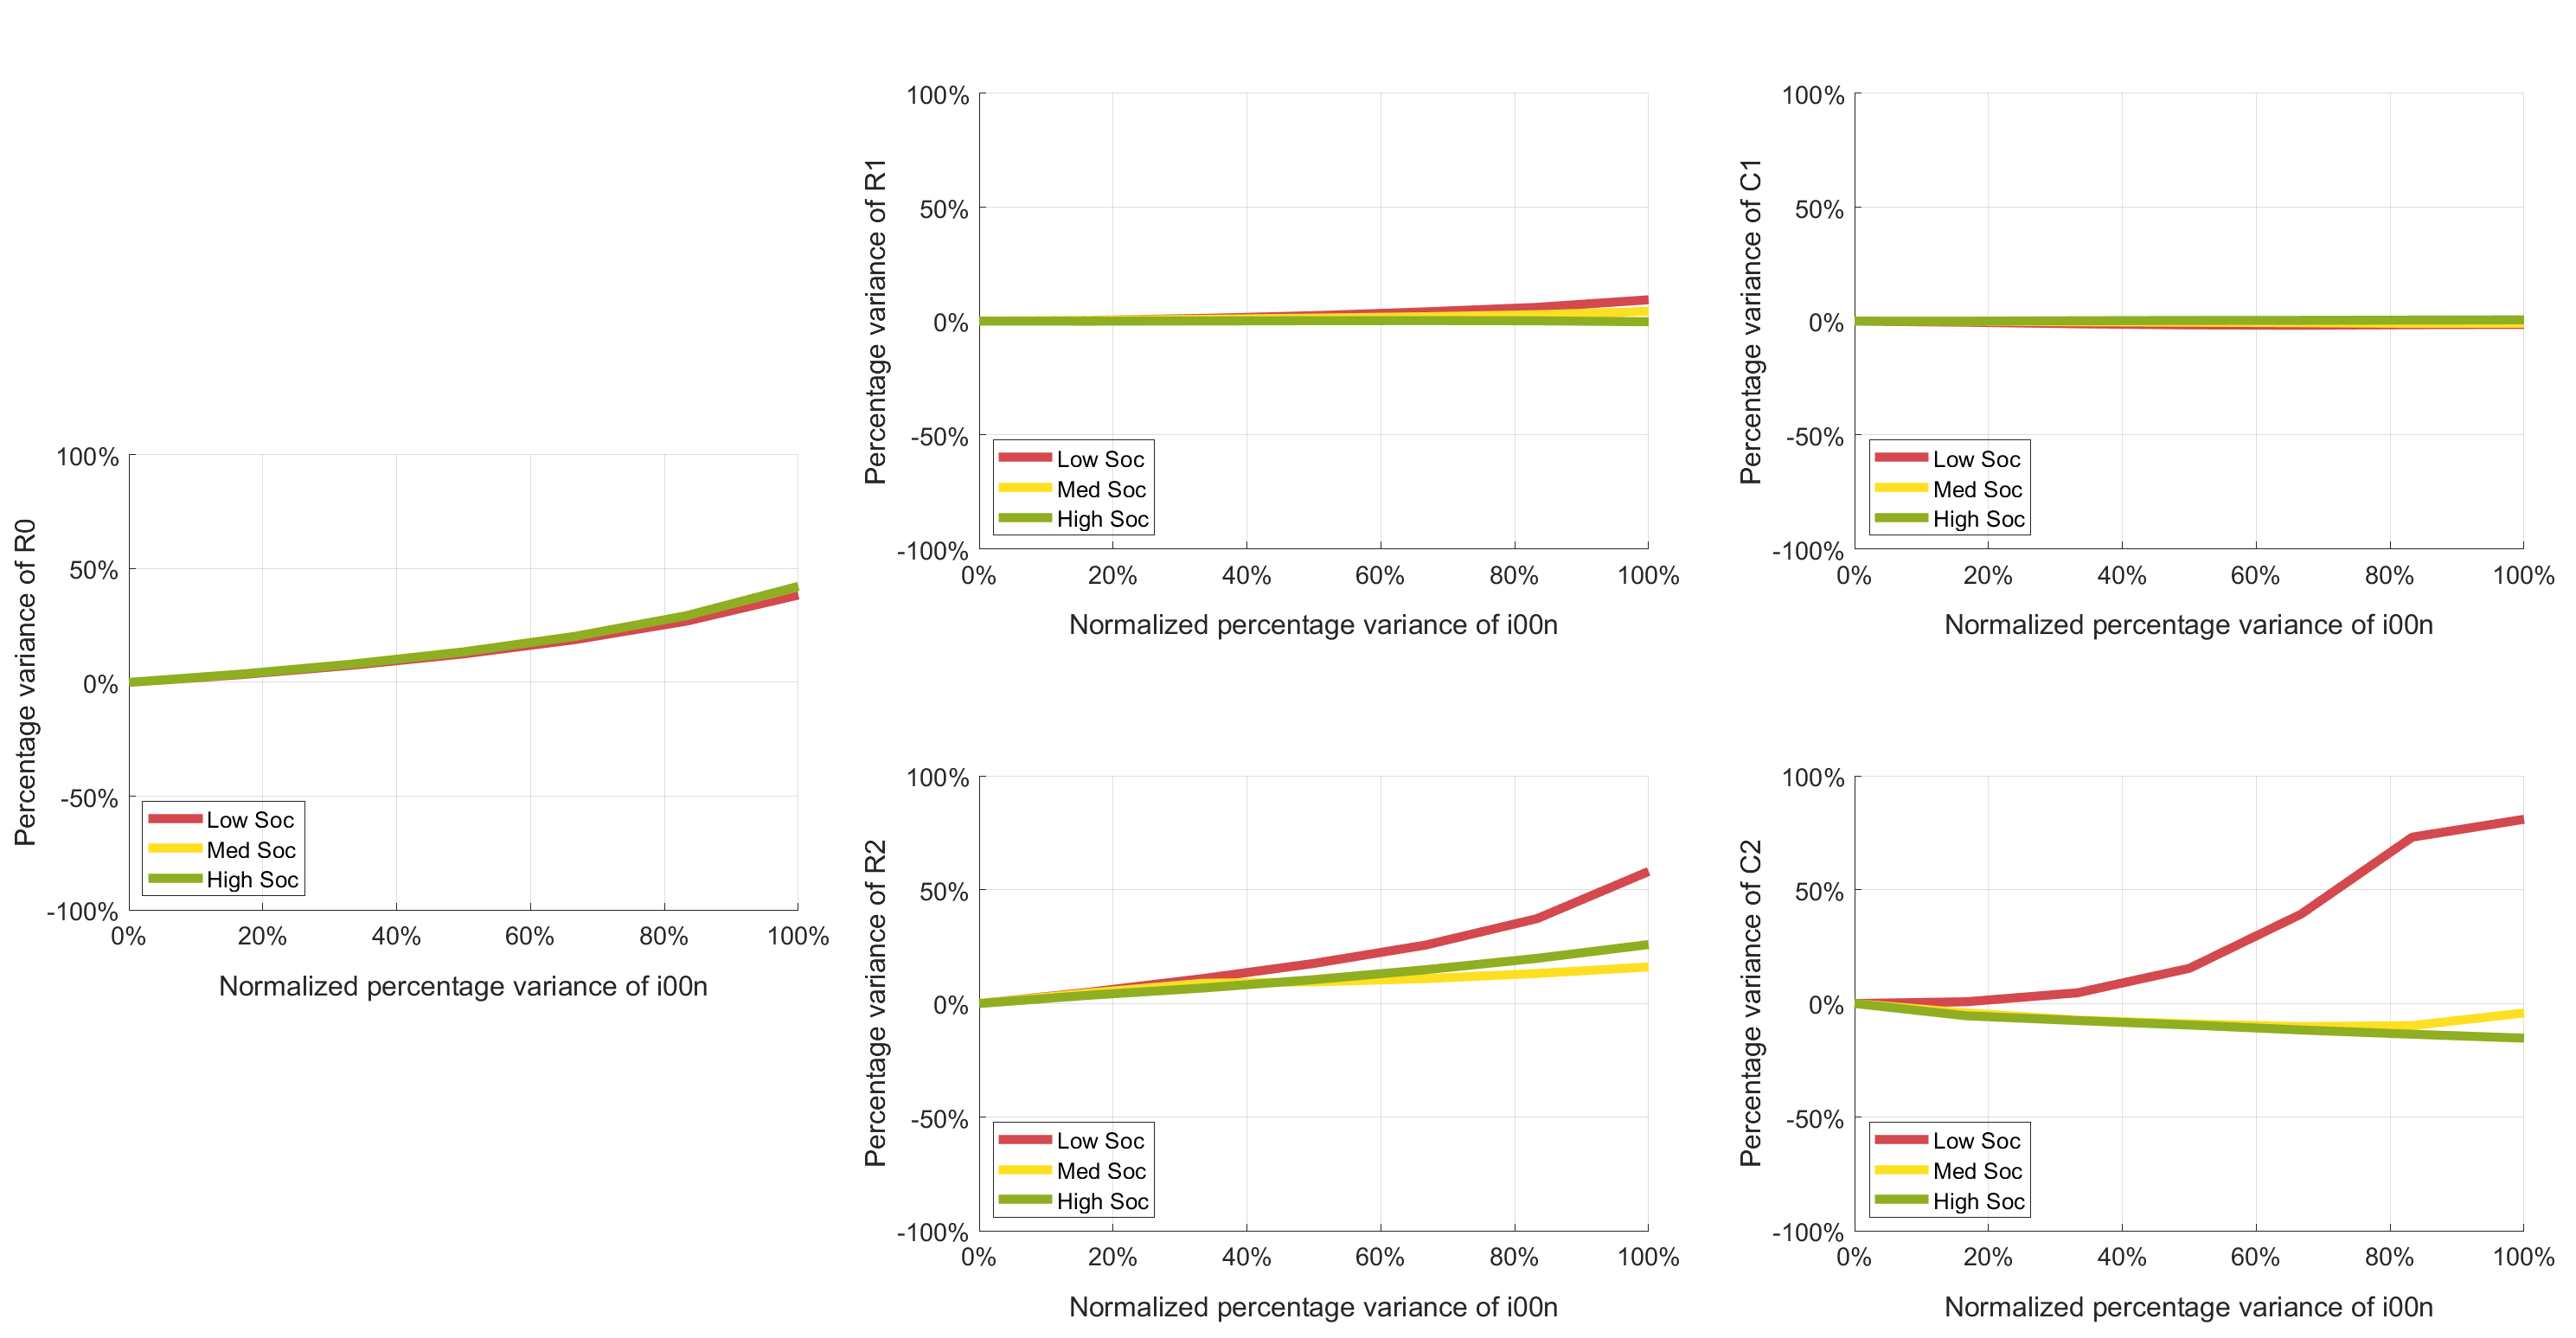 Percentage variance of R0
100%
50%
0%
-50%
-100%
0% 20% 40% 60% 80% 100%
Normalized percentage variance of i00n
Low Soc
Med Soc
High Soc
Percentage variance of R1
100%
50%
0%
-50%
-100%
0% 20% 40% 60% 80% 100%
Normalized percentage variance of i00n
Low Soc
Med Soc
High Soc
Percentage variance of C1
100%
50%
0%
-50%
-100%
0% 20% 40% 60% 80% 100%
Normalized percentage variance of i00n
Low Soc
Med Soc
High Soc
Percentage variance of R2
100%
50%
0%
-50%
-100%
0% 20% 40% 60% 80% 100%
Normalized percentage variance of i00n
Low Soc
Med Soc
High Soc
Percentage variance of C2
100%
50%
0%
-50%
-100%
0% 20% 40% 60% 80% 100%
Normalized percentage variance of i00n
Low Soc
Med Soc
High Soc